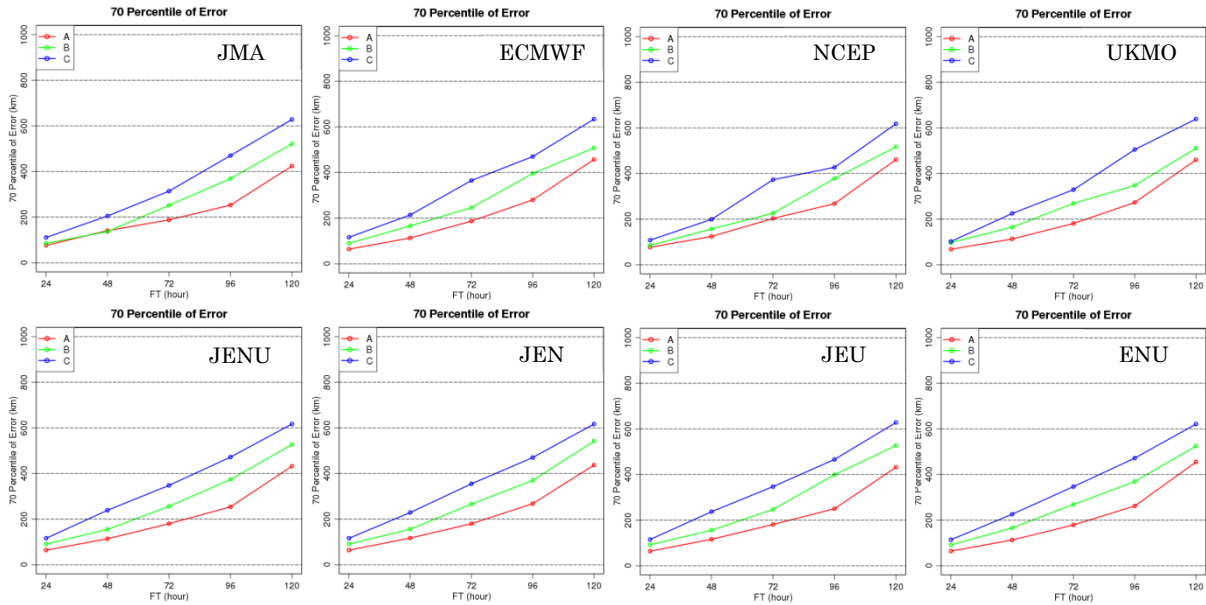 70 Percentile of Error
70 Percentile of Error
70 Percentile of Error
70 Percentile of Error
A
B
C
JMA
A
B
C
ECMWF
A
B
C
NCEP
A
B
C
UKMO
70 Percentile of Error (km)
0 200 400 600 800 1000
70 Percentile of Error (km)
0 200 400 600 800 1000
70 Percentile of Error (km)
0 200 400 600 800 1000
70 Percentile of Error (km)
0 200 400 600 800 1000
24 48 72 96 120
24 48 72 96 120
24 48 72 96 120
24 48 72 96 120
FT (hour)
FT (hour)
FT (hour)
FT (hour)
70 Percentile of Error
70 Percentile of Error
70 Percentile of Error
70 Percentile of Error
A
B
C
JENU
A
B
C
JEN
A
B
C
JEU
A
B
C
ENU
70 Percentile of Error (km)
0 200 400 600 800 1000
70 Percentile of Error (km)
0 200 400 600 800 1000
70 Percentile of Error (km)
0 200 400 600 800 1000
70 Percentile of Error (km)
0 200 400 600 800 1000
24 48 72 96 120
24 48 72 96 120
24 48 72 96 120
24 48 72 96 120
FT (hour)
FT (hour)
FT (hour)
FT (hour)